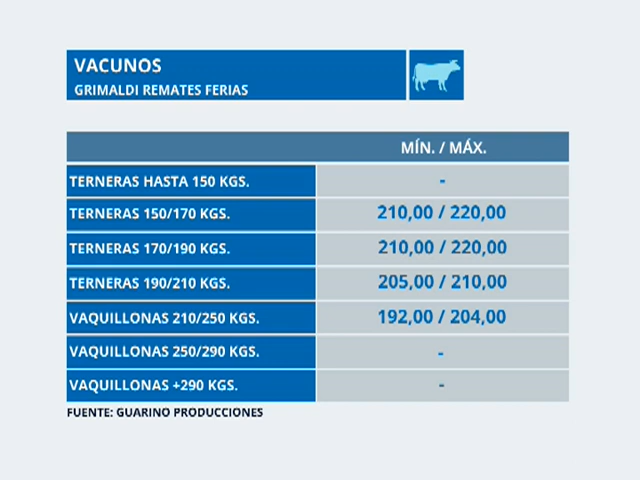 VACUNOS
GRIMALDI REMATES FERIAS
MÍN. / MÁX.
TERNERAS HASTA 150 KGS. -
TERNERAS 150/170 KGS. 210,00 / 220,00
TERNERAS 170/190 KGS. 210,00 / 220,00
TERNERAS 190/210 KGS. 205,00 / 210,00
VAQUILLONAS 210/250 KGS. 192,00 / 204,00
VAQUILLONAS 250/290 KGS. -
VAQUILLONAS +290 KGS. -
FUENTE: GUARINO PRODUCCIONES